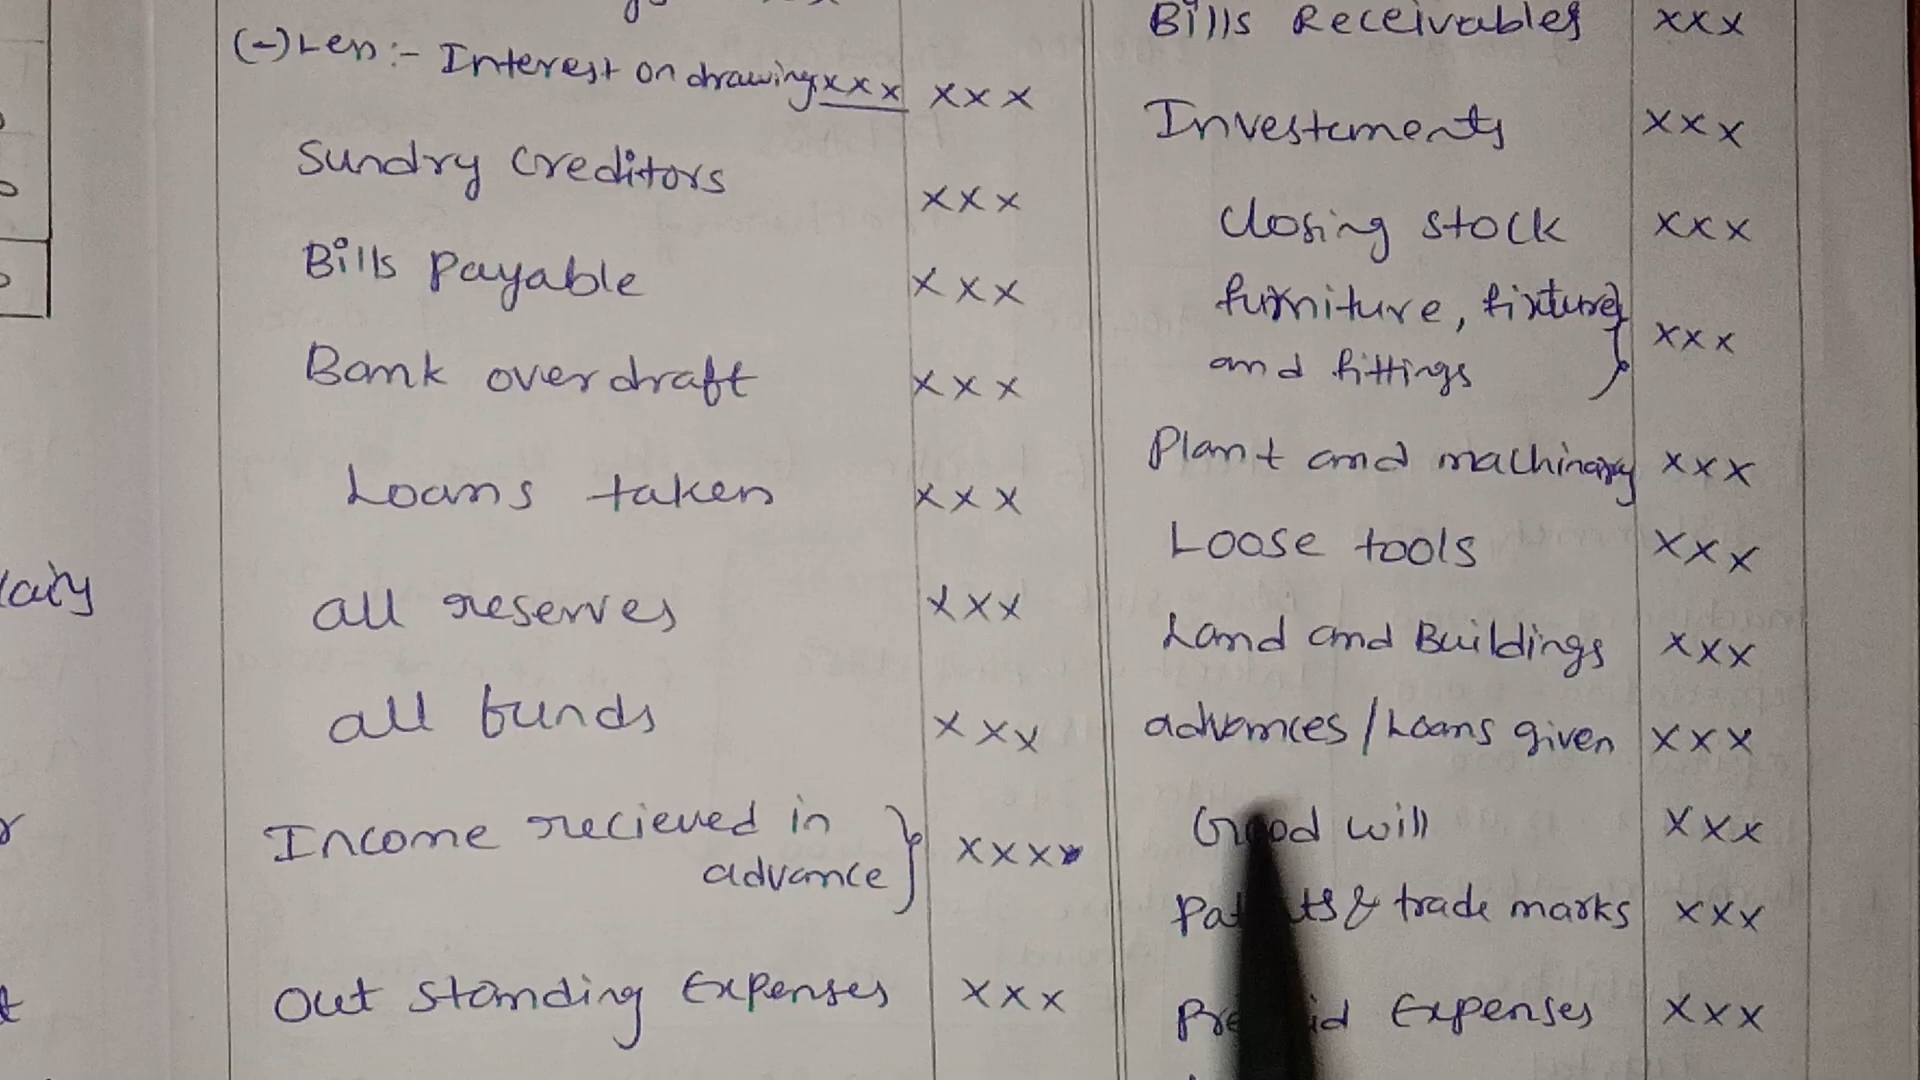 (-) Less:- Interest on drawings xxx xxx
Sundry creditors xxx
Bills payable xxx
Bank overdraft xxx
Loans taken xxx
all reserves xxx
all funds xxx
Income recieved in
advance xxxx
Out standing Expenses xxx
Bills Receivables xxx
Investements xxx
closing stock xxx
furniture, fixtures
and fittings xxx
Plant and machinary xxx
Loose tools xxx
Land and Buildings xxx
advances/Loans given xxx
Good will xxx
& trade marks xxx
Expenses xxx